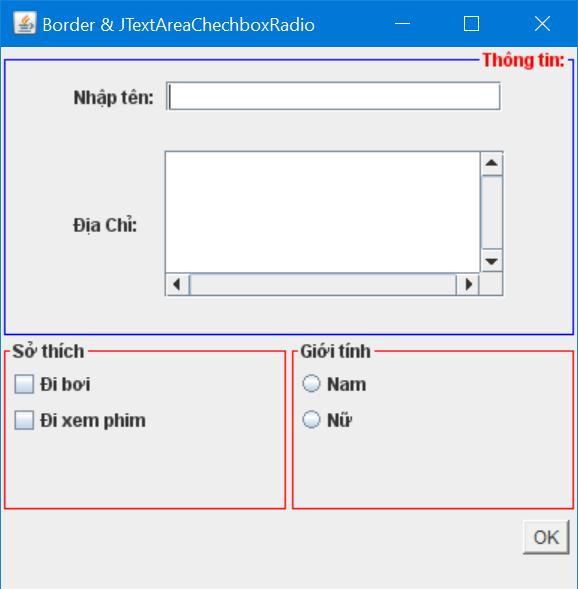 Border & JTextAreaChechboxRadio
Thông tin:
Nhập tên:
Địa Chỉ:
Sở thích
Đi bơi
Đi xem phim
Giới tính
Nam
Nữ
OK